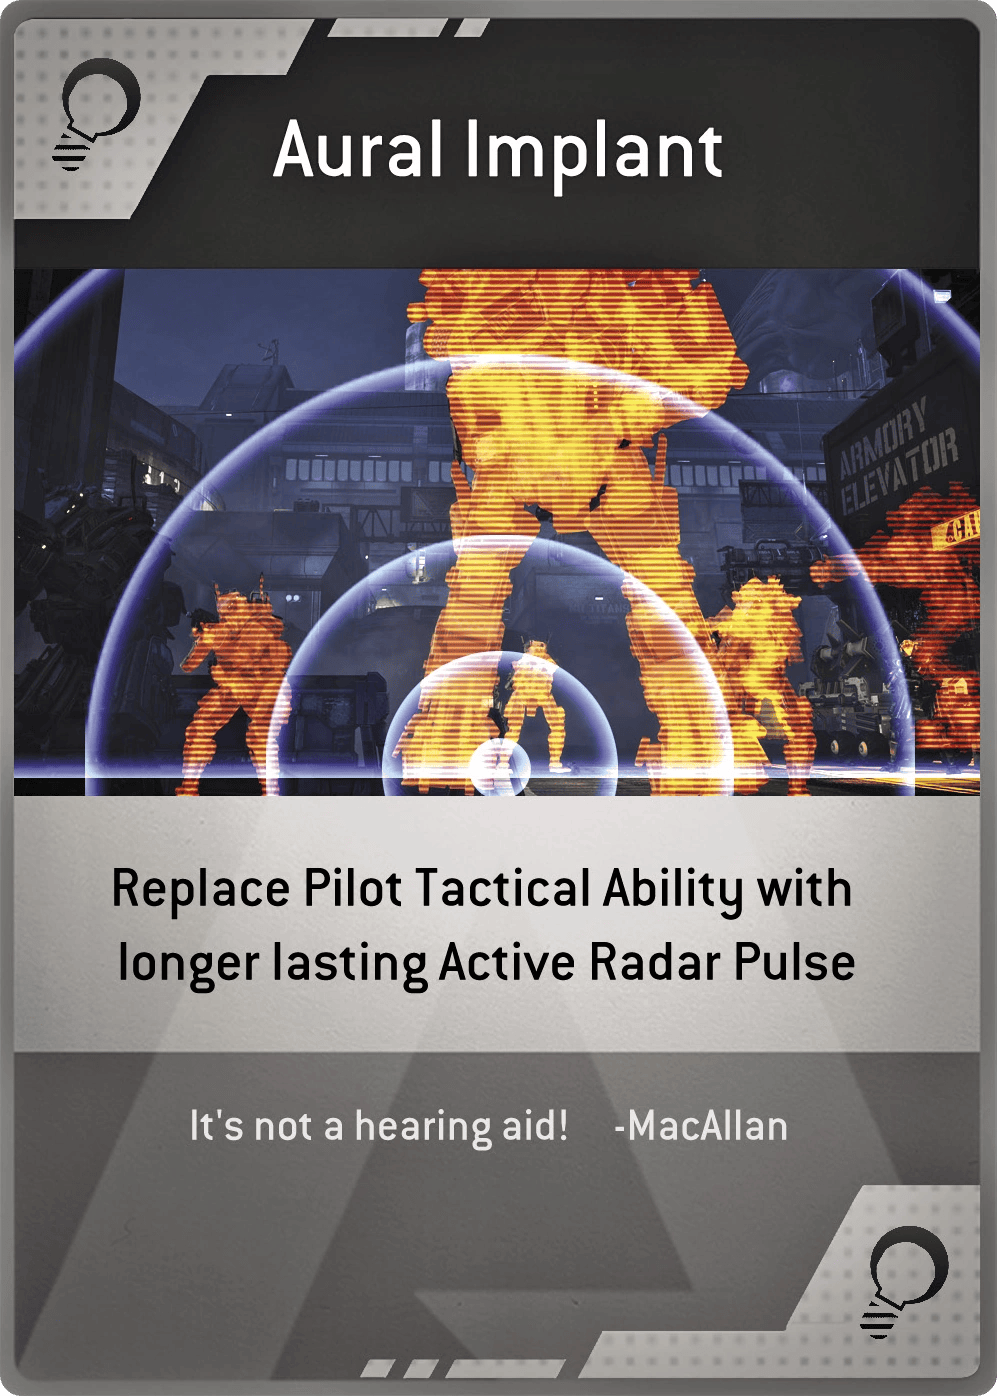 Aural Implant
ARMORY
ELEVATOR
Replace Pilot Tactical Ability with
longer lasting Active Radar Pulse
It's not a hearing aid! -MacAllan